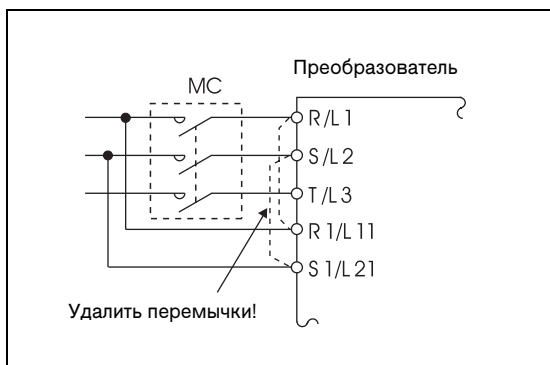 Преобразователь
MC
R/L1
S/L2
T/L3
R1/L11
S1/L21
Удалить перемычки!